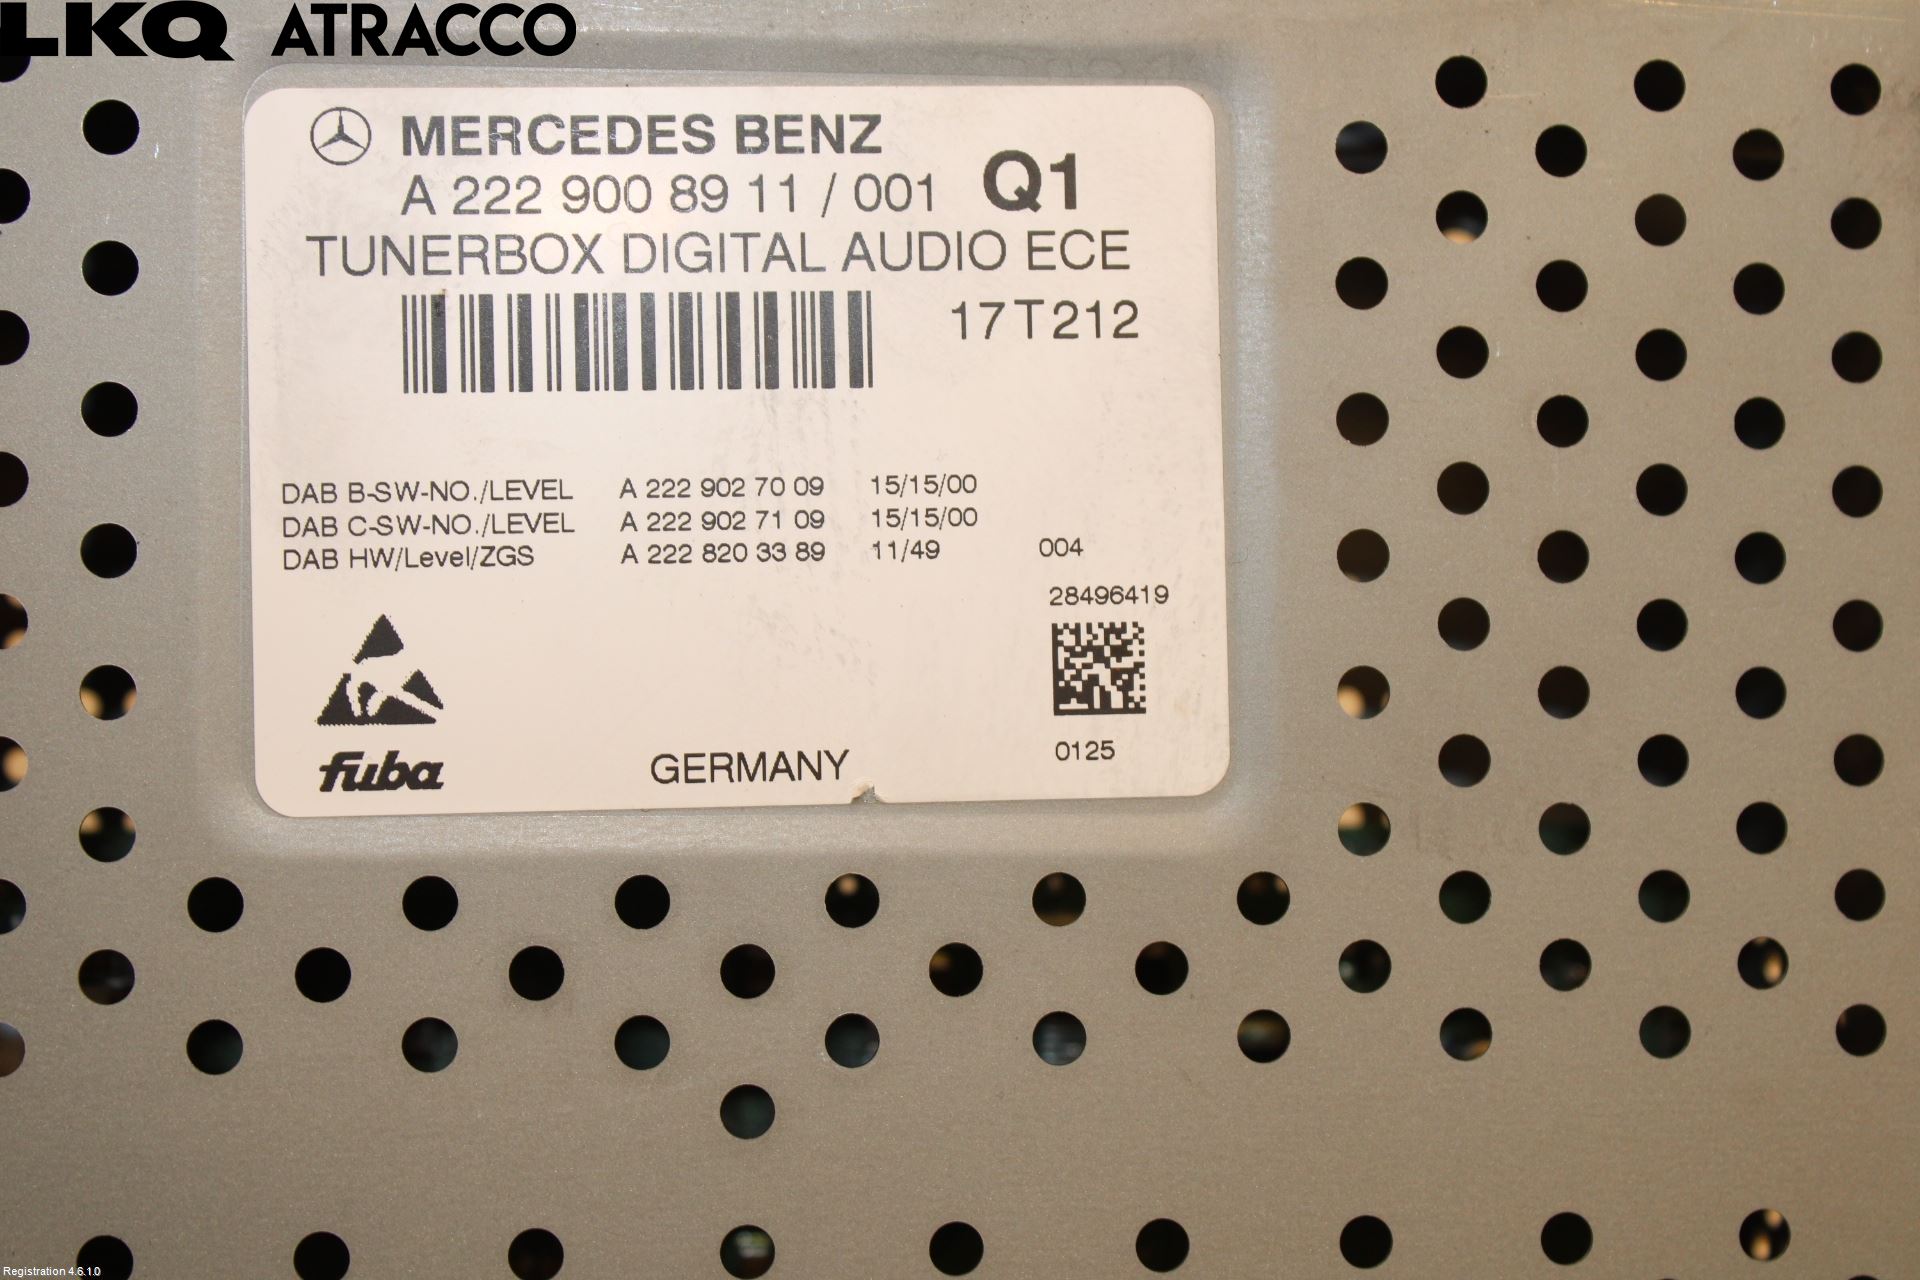 LKQ ATRACCO
MERCEDES BENZ
A 222 900 89 11 / 001 Q1
TUNERBOX DIGITAL AUDIO ECE
17T212
DAB B-SW-NO./LEVEL A 222 902 70 09 15/15/00
DAB C-SW-NO./LEVEL A 222 902 71 09 15/15/00
DAB HW/Level/ZGS A 222 820 33 89 11/49 004
28496419
0125
fuba GERMANY
Registration 4.6.1.0